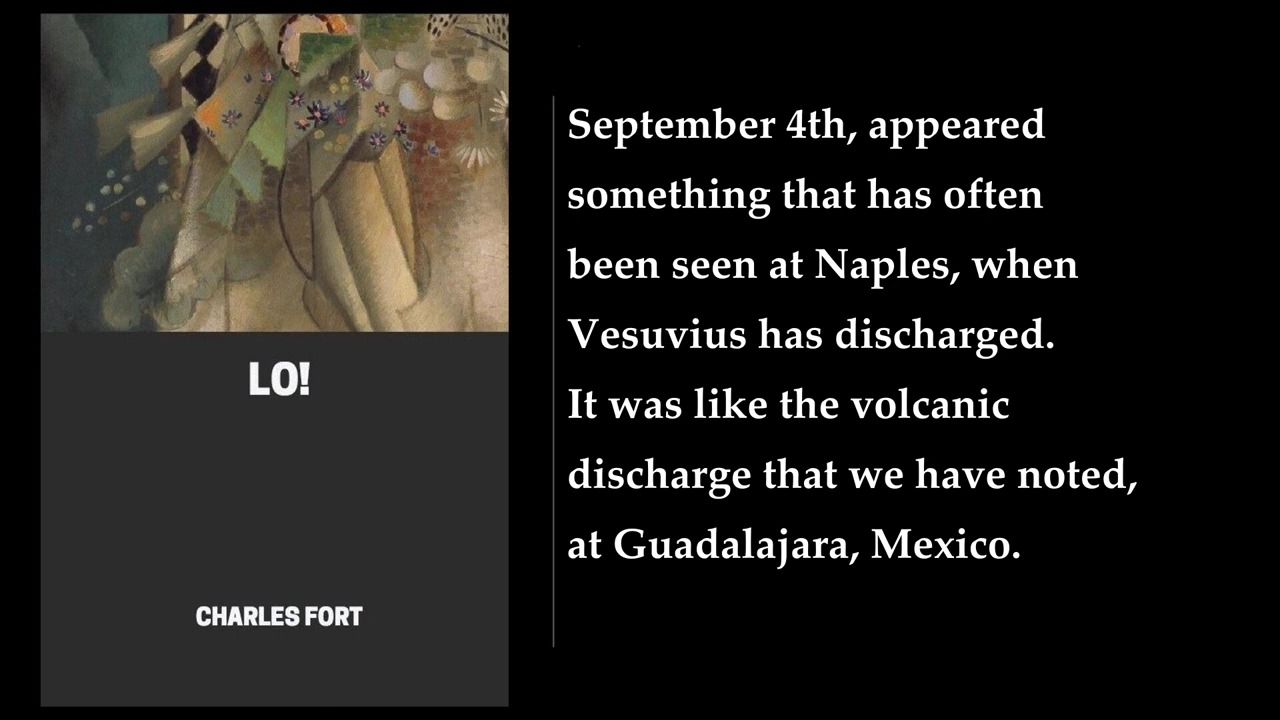 LO!
CHARLES FORT
September 4th, appeared
something that has often
been seen at Naples, when
Vesuvius has discharged.
It was like the volcanic
discharge that we have noted,
at Guadalajara, Mexico.